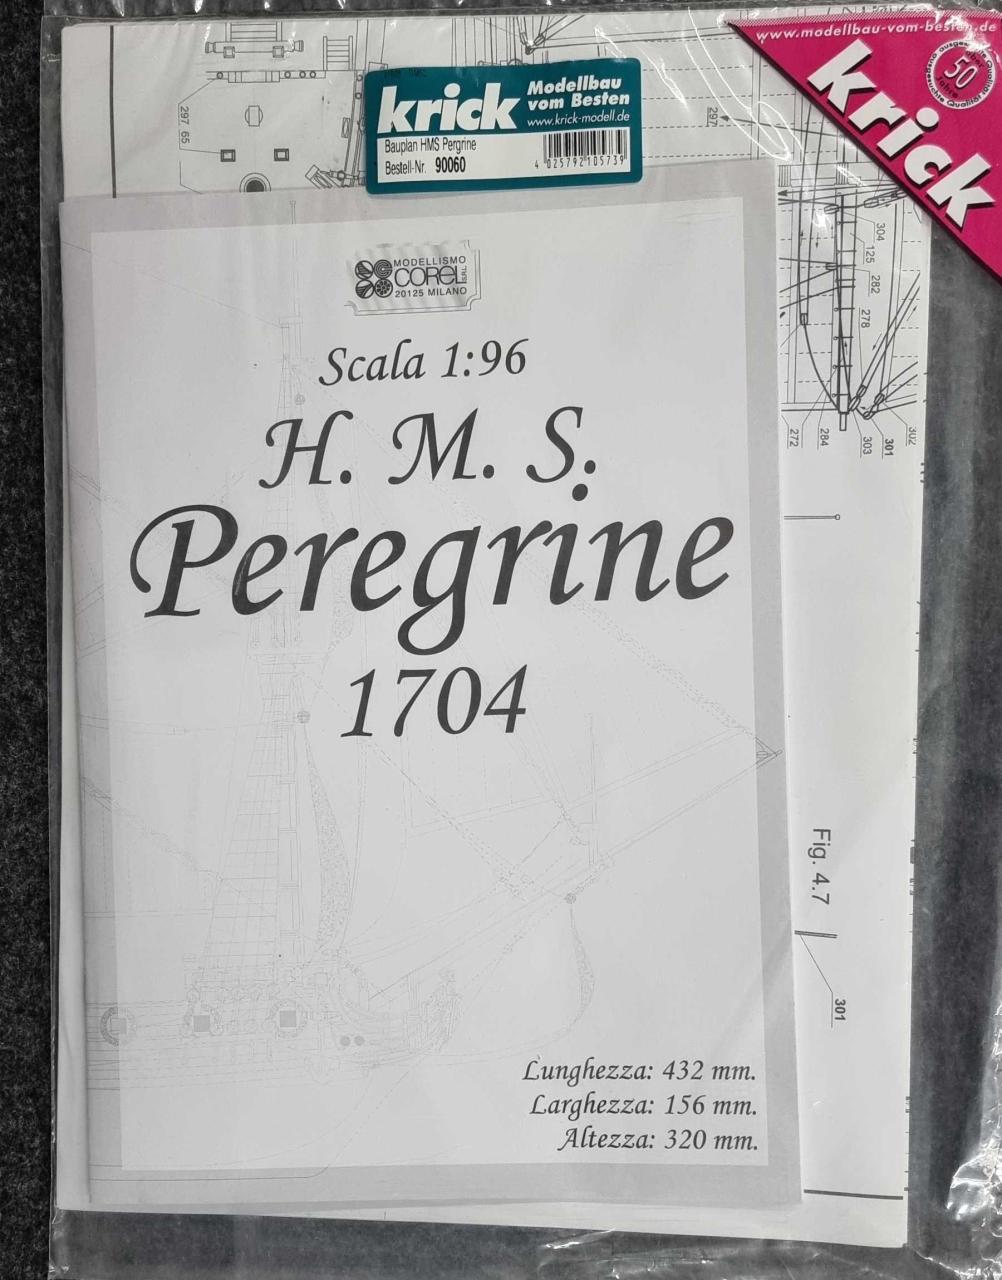 www.modellbau-vom-besten.de
krick
50
krick
Modellbau
vom Besten
www.krick-modell.de
Bauplan HMS Pergrine
Bestell-Nr. 90060
4 025792 105739
297 65
297
304
125
282
278
272
284
303
301
302
MODELLISMO
COREL S.R.L.
20125 MILANO
Scala 1:96
H. M. S.
Peregrine
1704
Fig. 4.7
301
Lunghezza: 432 mm.
Larghezza: 156 mm.
Altezza: 320 mm.